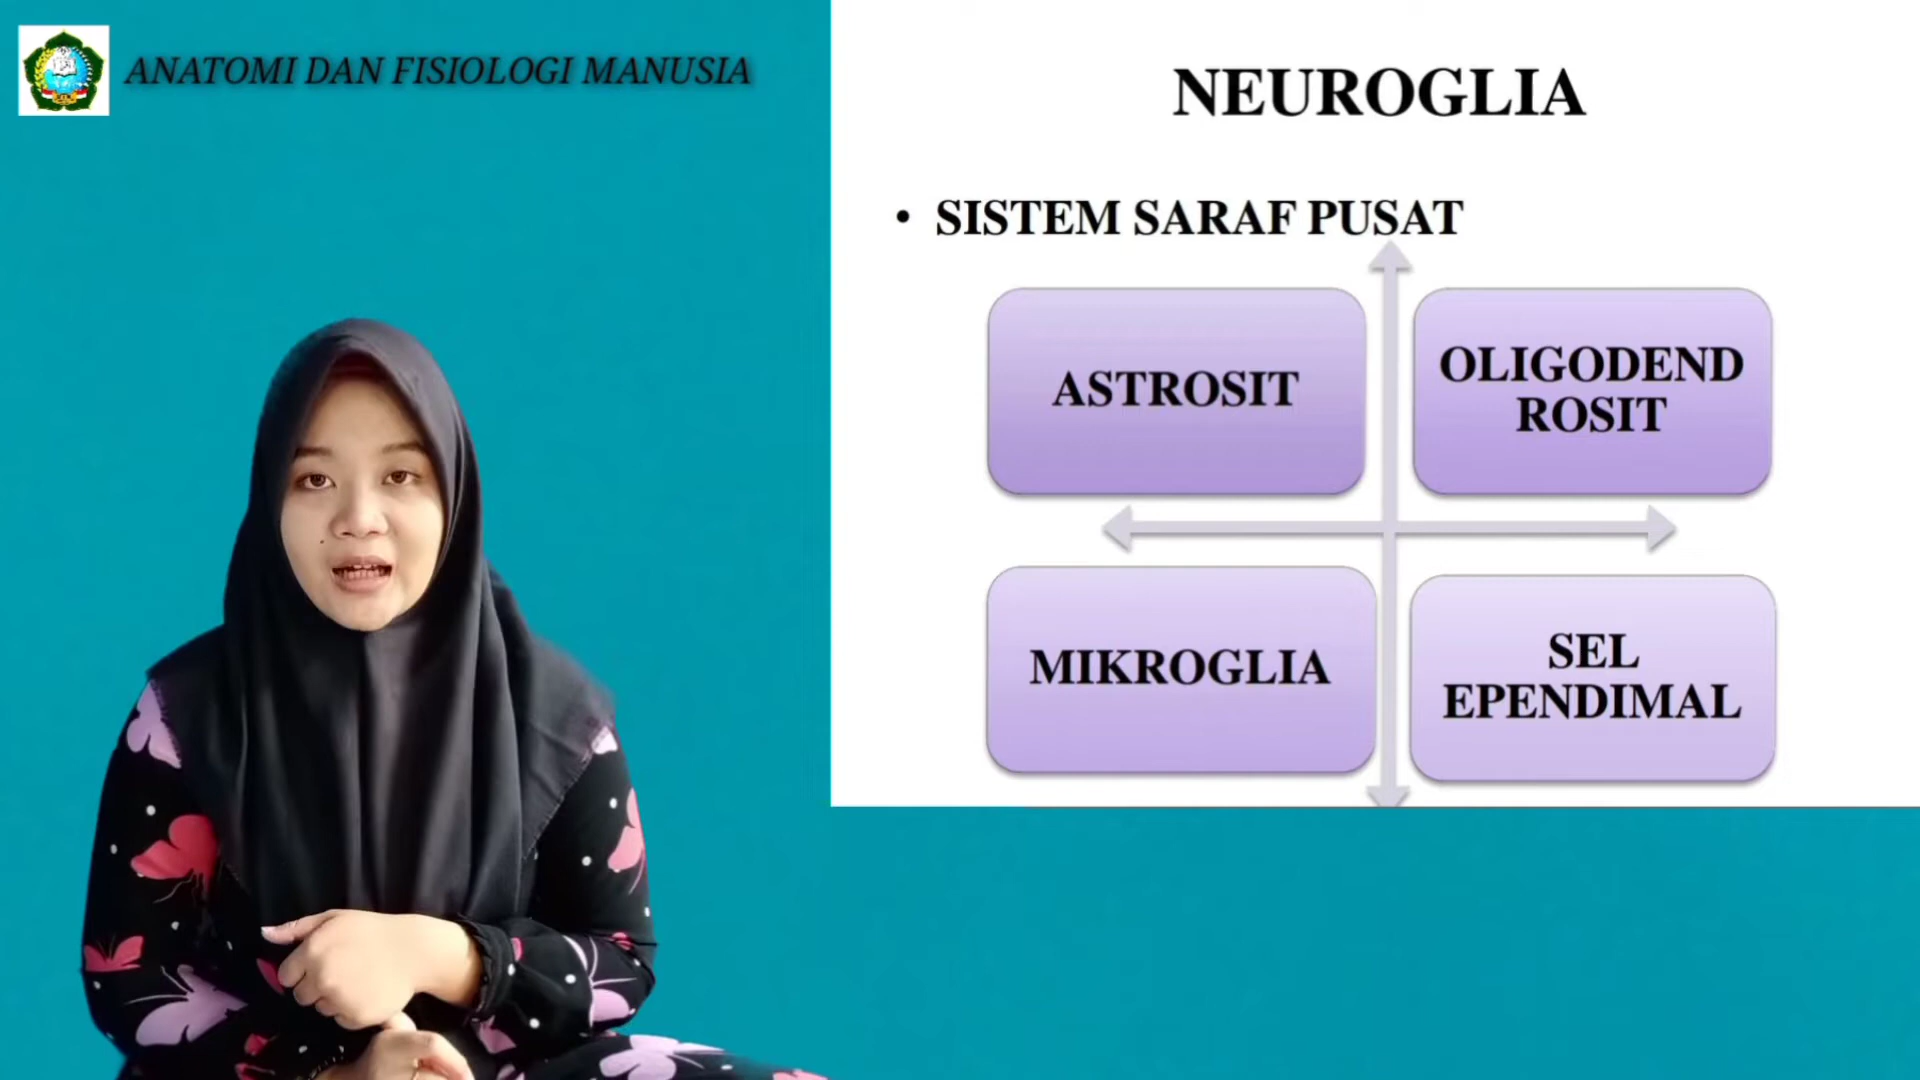 ANATOMI DAN FISIOLOGI MANUSIA
NEUROGLIA
• SISTEM SARAF PUSAT
ASTROSIT
OLIGODEND
ROSIT
MIKROGLIA
SEL
EPENDIMAL